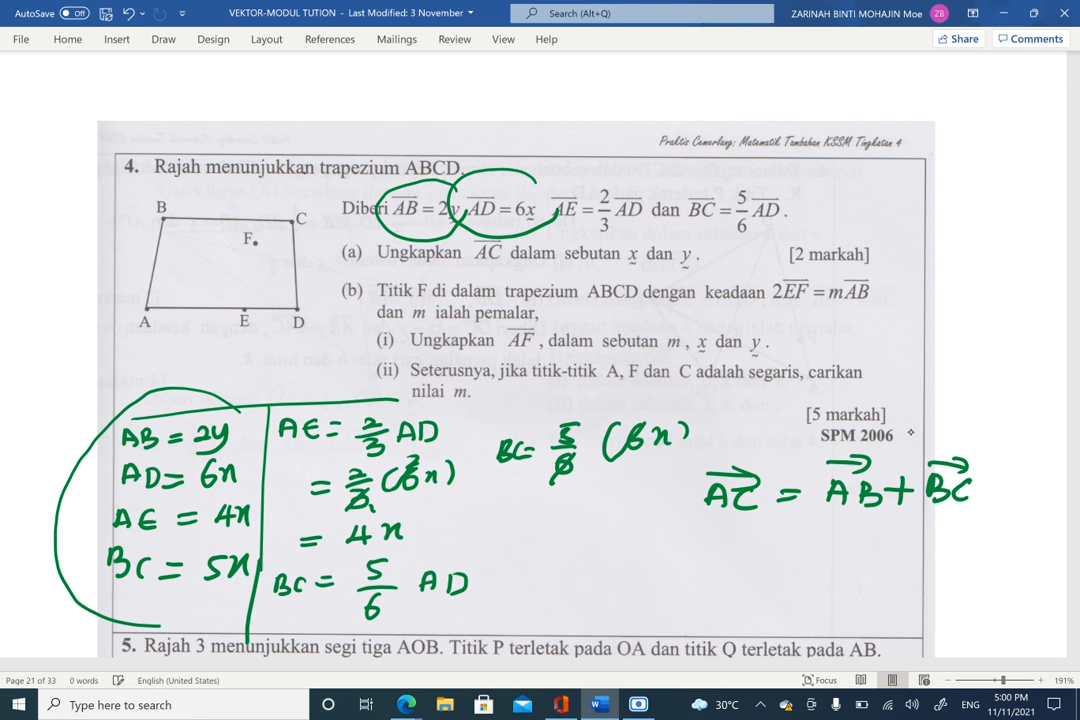 AutoSave Off VEKTOR-MODUL TUTION - Last Modified: 3 November Search (Alt+Q) ZARINAH BINTI MOHAJIN Moe ZB
File Home Insert Draw Design Layout References Mailings Review View Help Share Comments
Praktis Cemerlang: Matematik Tambahan KSSM Tingkatan 4
4. Rajah menunjukkan trapezium ABCD.
B C F. A E D
Diberi AB = 2y, AD = 6x, AE = 2/3 AD dan BC = 5/6 AD.
(a) Ungkapkan AC dalam sebutan x dan y. [2 markah]
(b) Titik F di dalam trapezium ABCD dengan keadaan 2EF = mAB
dan m ialah pemalar,
(i) Ungkapkan AF, dalam sebutan m, x dan y.
(ii) Seterusnya, jika titik-titik A, F dan C adalah segaris, carikan
nilai m.
[5 markah]
SPM 2006
AB = 2y
AD = 6x
AE = 4x
BC = 5x
AE = 2/3 AD
= 2/3 (6x)
= 4x
BC = 5/6 AD
BC = 5/6 (6x)
AC = AB + BC
5. Rajah 3 menunjukkan segi tiga AOB. Titik P terletak pada OA dan titik Q terletak pada AB.
Page 21 of 33 0 words English (United States) Focus 191%
Type here to search 30°C ENG 5:00 PM
11/11/2021